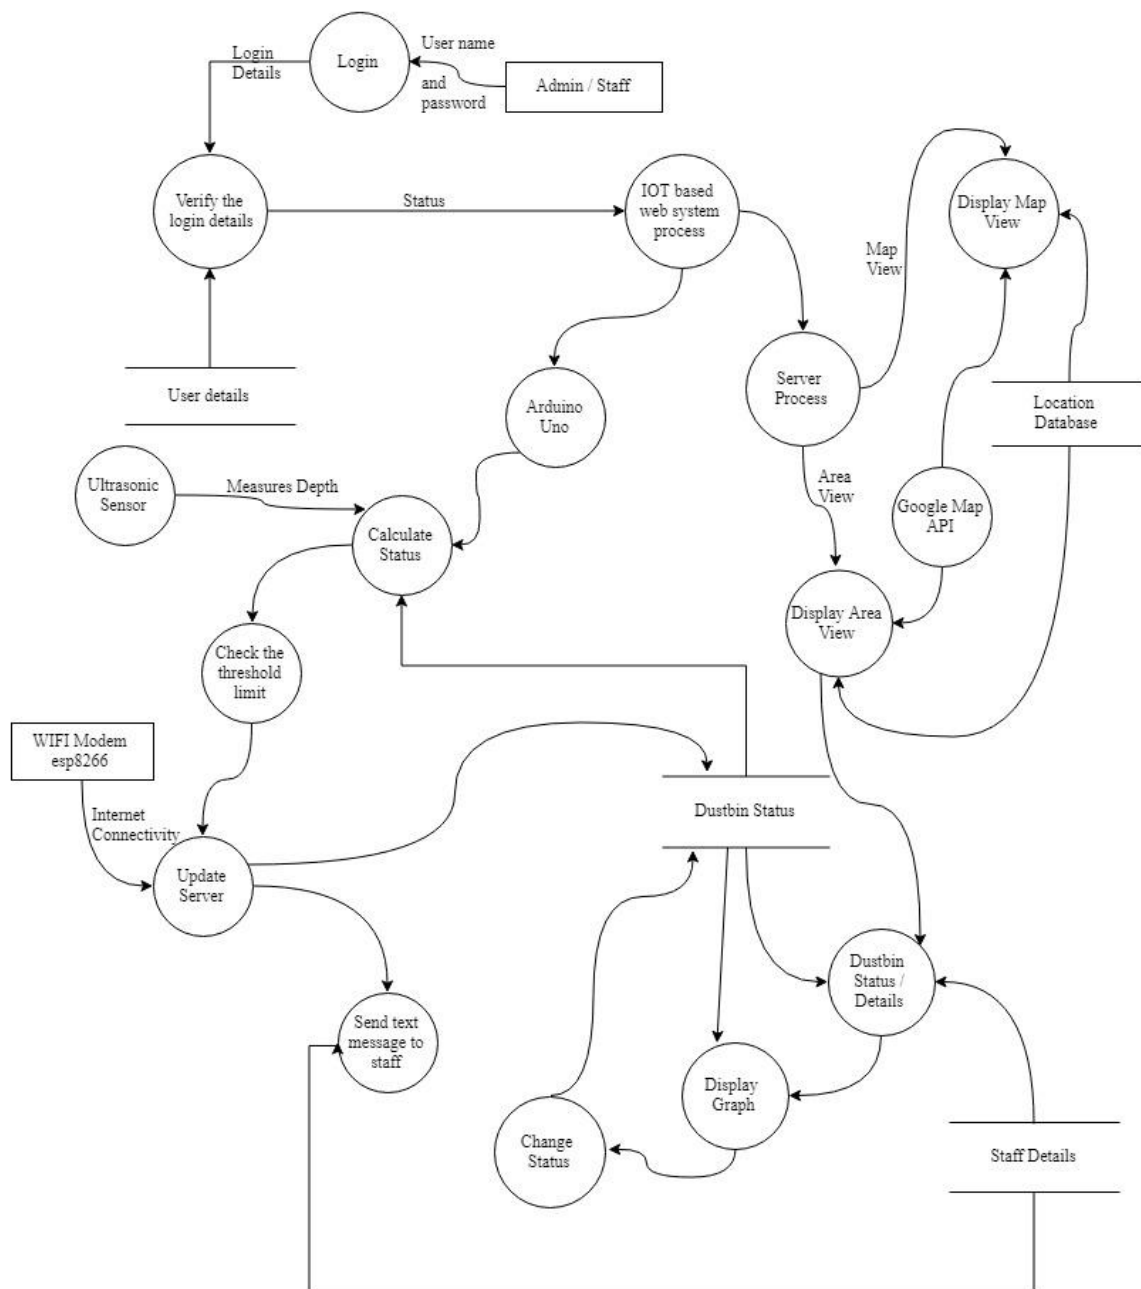 User name
Login
Details
Login
and
password
Admin / Staff
Verify the
login details
Status
IOT based
web system
process
Display Map
View
Map
View
User details
Arduino
Uno
Server
Process
Location
Database
Ultrasonic
Sensor
Measures Depth
Area
View
Google Map
API
Calculate
Status
Display Area
View
Check the
threshold
limit
WIFI Modem
esp8266
Internet
Connectivity
Dustbin Status
Update
Server
Dustbin
Status /
Details
Send text
message to
staff
Display
Graph
Change
Status
Staff Details